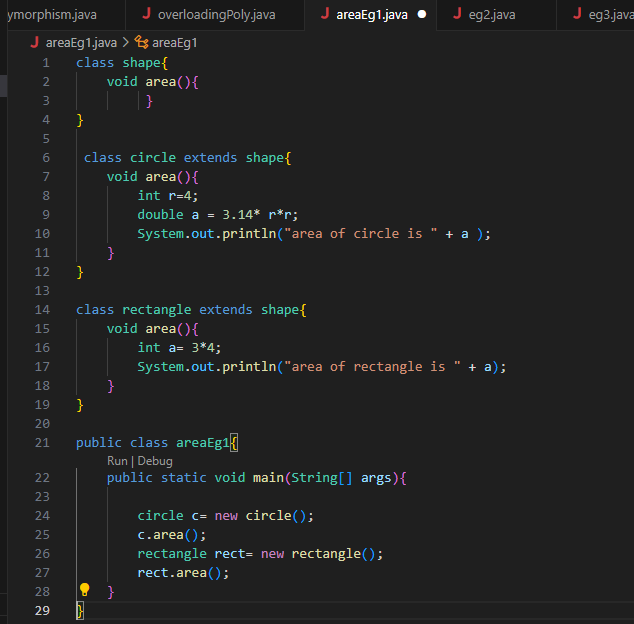 ymorphism.java J overloadingPoly.java J areaEg1.java ● J eg2.java J eg3.java
J areaEg1.java > areaEg1
1 class shape{
2 void area(){
3 }
4 }
5
6 class circle extends shape{
7 void area(){
8 int r=4;
9 double a = 3.14* r*r;
10 System.out.println("area of circle is " + a );
11 }
12 }
13
14 class rectangle extends shape{
15 void area(){
16 int a= 3*4;
17 System.out.println("area of rectangle is " + a);
18 }
19 }
20
21 public class areaEg1{
Run | Debug
22 public static void main(String[] args){
23
24 circle c= new circle();
25 c.area();
26 rectangle rect= new rectangle();
27 rect.area();
28 }
29 }